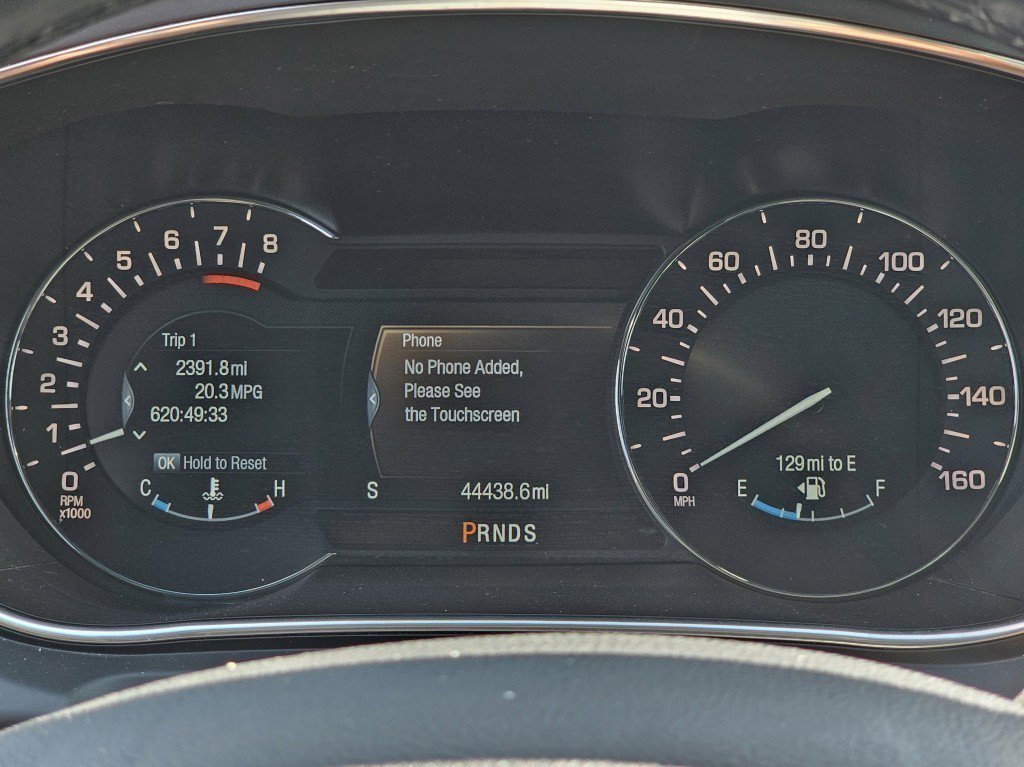 0
1
2
3
4
5
6
7
8
RPM
x1000
Trip 1
2391.8 mi
20.3 MPG
620:49:33
OK Hold to Reset
C H
Phone
No Phone Added,
Please See
the Touchscreen
S 44438.6 mi
PRNDS
0
20
40
60
80
100
120
140
160
MPH
129 mi to E
E F